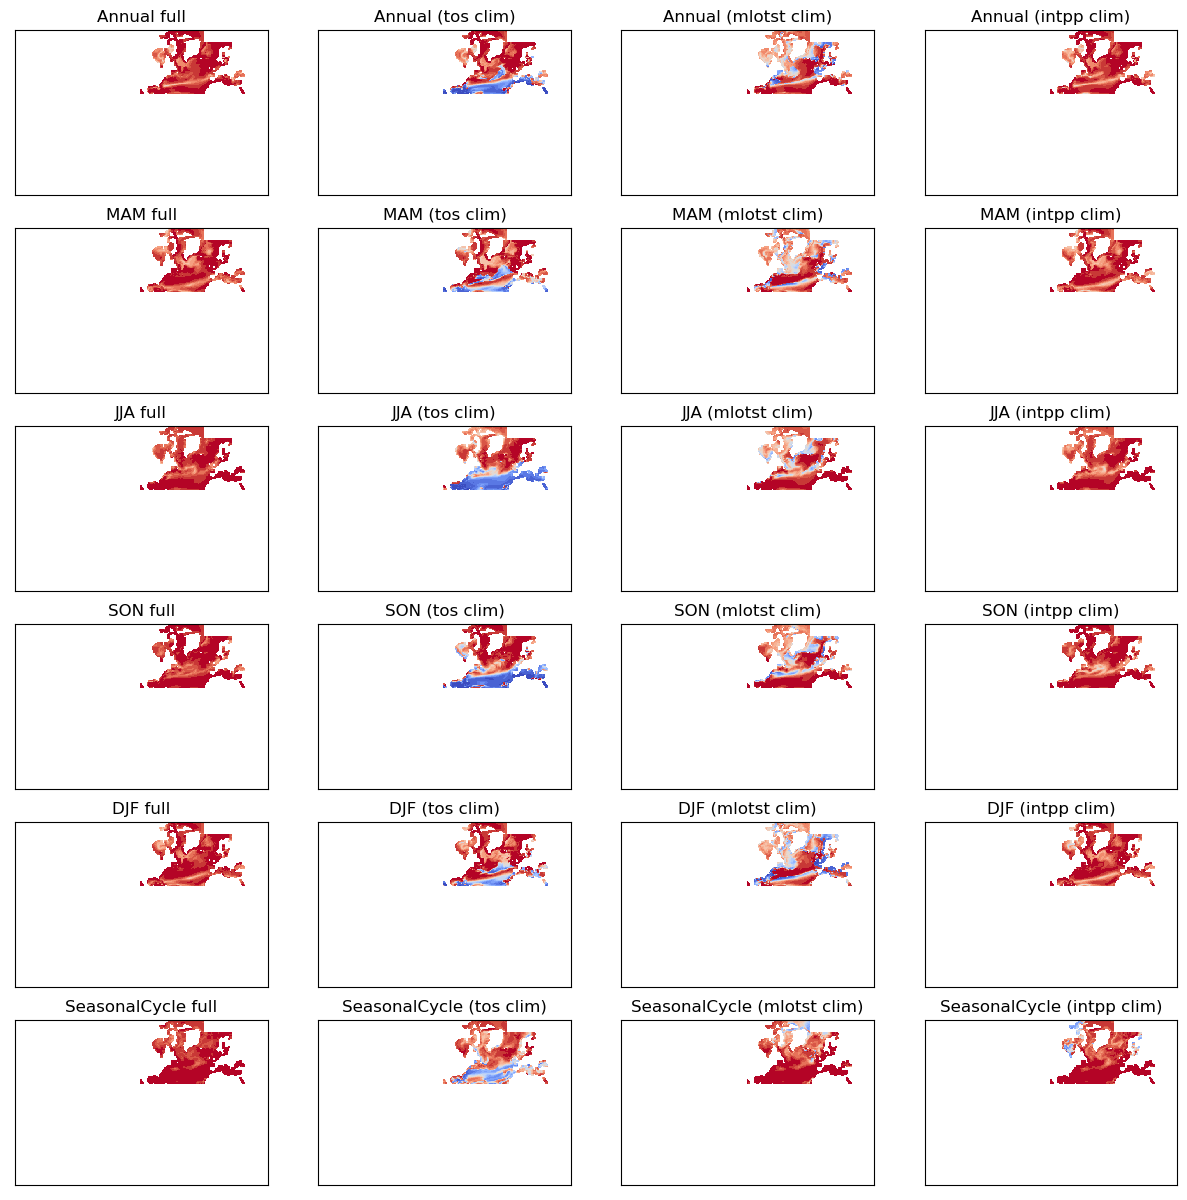 Annual full
Annual (tos clim)
Annual (mlotst clim)
Annual (intpp clim)
MAM full
MAM (tos clim)
MAM (mlotst clim)
MAM (intpp clim)
JJA full
JJA (tos clim)
JJA (mlotst clim)
JJA (intpp clim)
SON full
SON (tos clim)
SON (mlotst clim)
SON (intpp clim)
DJF full
DJF (tos clim)
DJF (mlotst clim)
DJF (intpp clim)
SeasonalCycle full
SeasonalCycle (tos clim)
SeasonalCycle (mlotst clim)
SeasonalCycle (intpp clim)